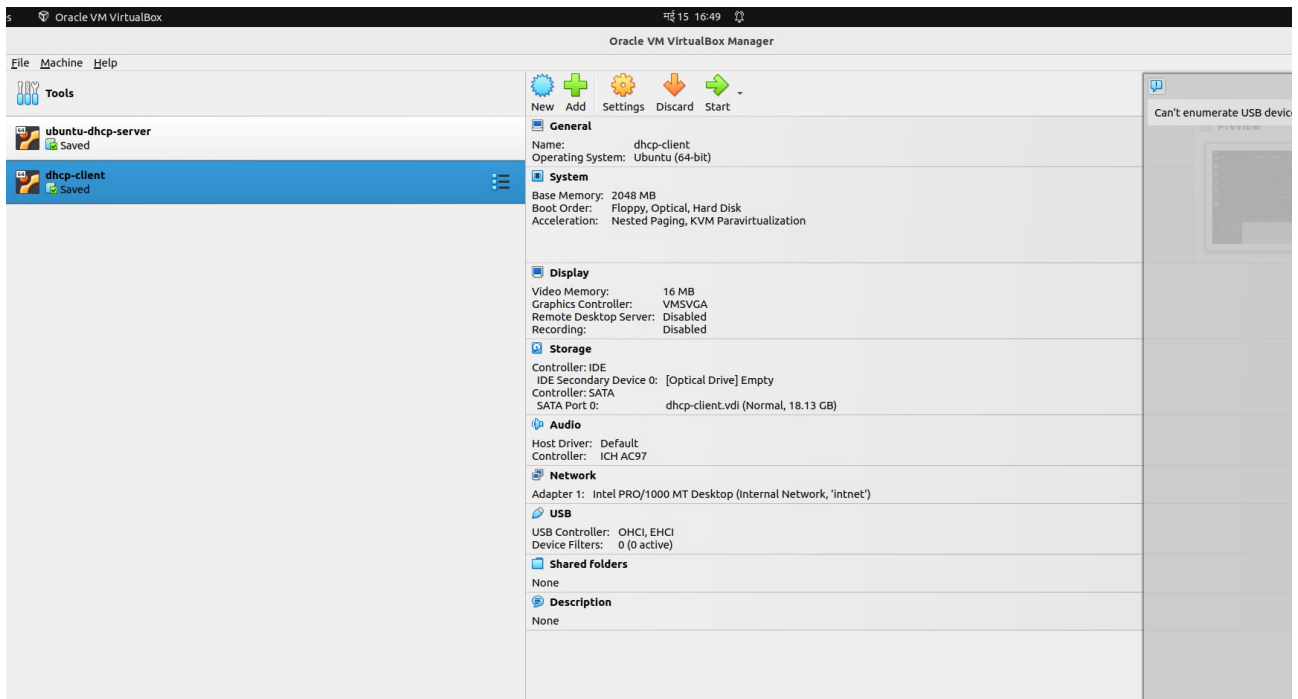 s Oracle VM VirtualBox मई 15 16:49
Oracle VM VirtualBox Manager
File Machine Help
Tools
ubuntu-dhcp-server
Saved
dhcp-client
Saved
New Add Settings Discard Start
General
Name: dhcp-client
Operating System: Ubuntu (64-bit)
System
Base Memory: 2048 MB
Boot Order: Floppy, Optical, Hard Disk
Acceleration: Nested Paging, KVM Paravirtualization
Display
Video Memory: 16 MB
Graphics Controller: VMSVGA
Remote Desktop Server: Disabled
Recording: Disabled
Storage
Controller: IDE
IDE Secondary Device 0: [Optical Drive] Empty
Controller: SATA
SATA Port 0: dhcp-client.vdi (Normal, 18.13 GB)
Audio
Host Driver: Default
Controller: ICH AC97
Network
Adapter 1: Intel PRO/1000 MT Desktop (Internal Network, 'intnet')
USB
USB Controller: OHCI, EHCI
Device Filters: 0 (0 active)
Shared folders
None
Description
None
Can't enumerate USB device
Preview